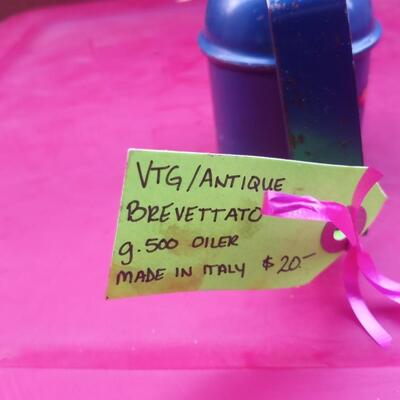 VTG/ANTIQUE
BREVETTATO
g.500 OILER
MADE IN ITALY $20.-